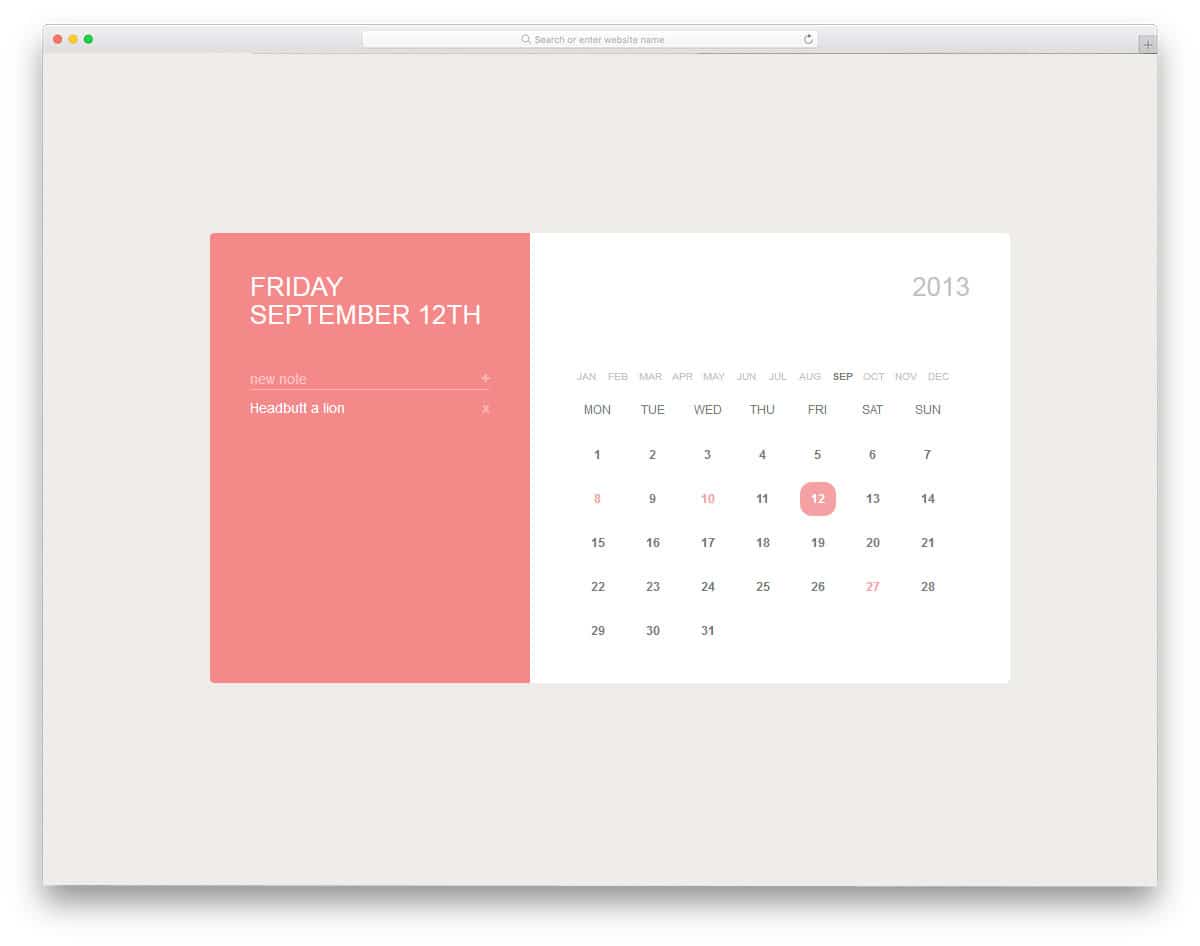 Search or enter website name
+
FRIDAY
SEPTEMBER 12TH
2013
new note +
Headbutt a lion x
JAN FEB MAR APR MAY JUN JUL AUG SEP OCT NOV DEC
MON TUE WED THU FRI SAT SUN
1 2 3 4 5 6 7
8 9 10 11 12 13 14
15 16 17 18 19 20 21
22 23 24 25 26 27 28
29 30 31